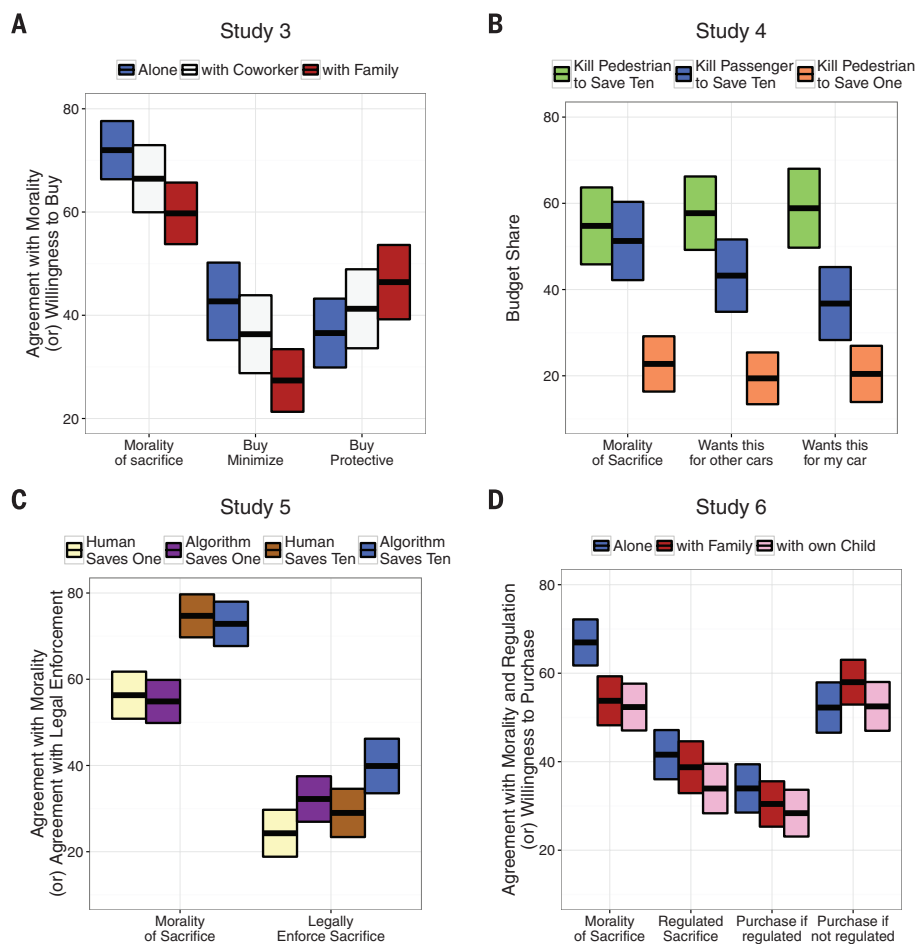 A
Study 3
Alone with Coworker with Family
Agreement with Morality
(or) Willingness to Buy
80
60
40
20
Morality
of sacrifice
Buy
Minimize
Buy
Protective
B
Study 4
Kill Pedestrian
to Save Ten
Kill Passenger
to Save Ten
Kill Pedestrian
to Save One
Budget Share
80
60
40
20
Morality
of Sacrifice
Wants this
for other cars
Wants this
for my car
C
Study 5
Human
Saves One
Algorithm
Saves One
Human
Saves Ten
Algorithm
Saves Ten
Agreement with Morality
(or) Agreement with Legal Enforcement
80
60
40
20
Morality
of Sacrifice
Legally
Enforce Sacrifice
D
Study 6
Alone with Family with own Child
Agreement with Morality and Regulation
(or) Willingness to Purchase
80
60
40
20
Morality
of Sacrifice
Regulated
Sacrifice
Purchase if
regulated
Purchase if
not regulated